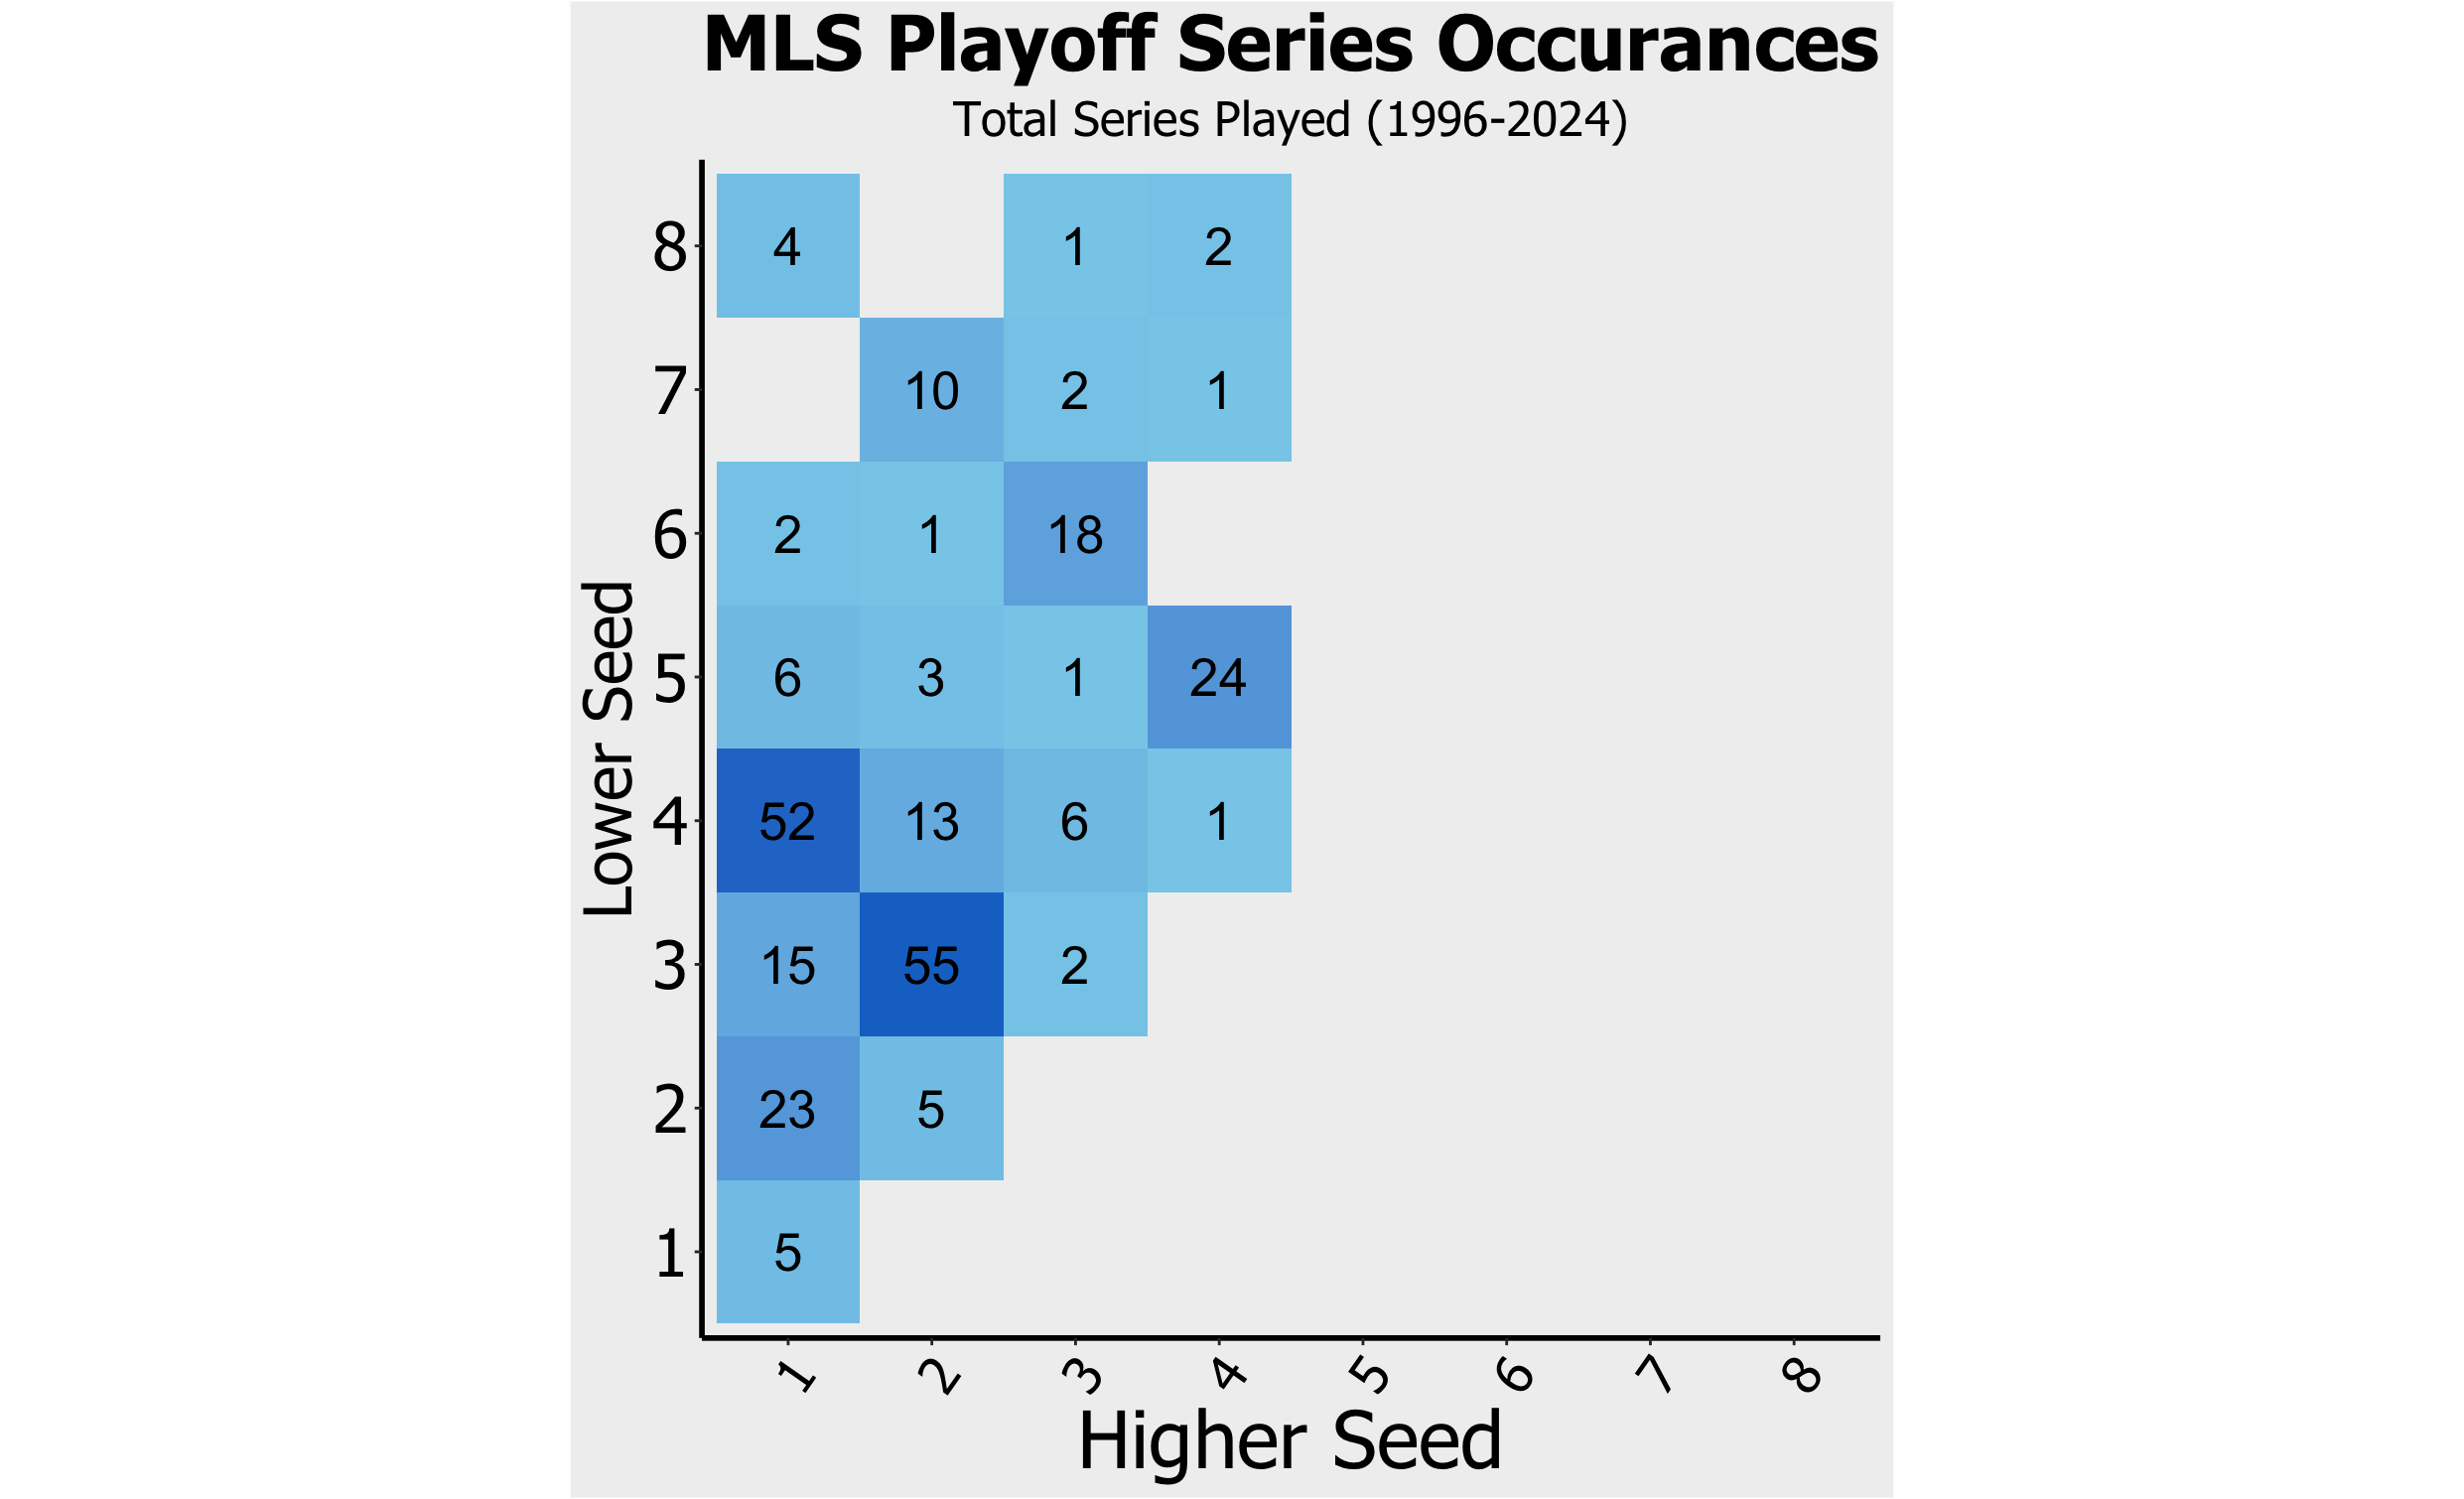 MLS Playoff Series Occurances
Total Series Played (1996-2024)
Lower Seed
8 4 1 2
7 10 2 1
6 2 1 18
5 6 3 1 24
4 52 13 6 1
3 15 55 2
2 23 5
1 5
1 2 3 4 5 6 7 8
Higher Seed